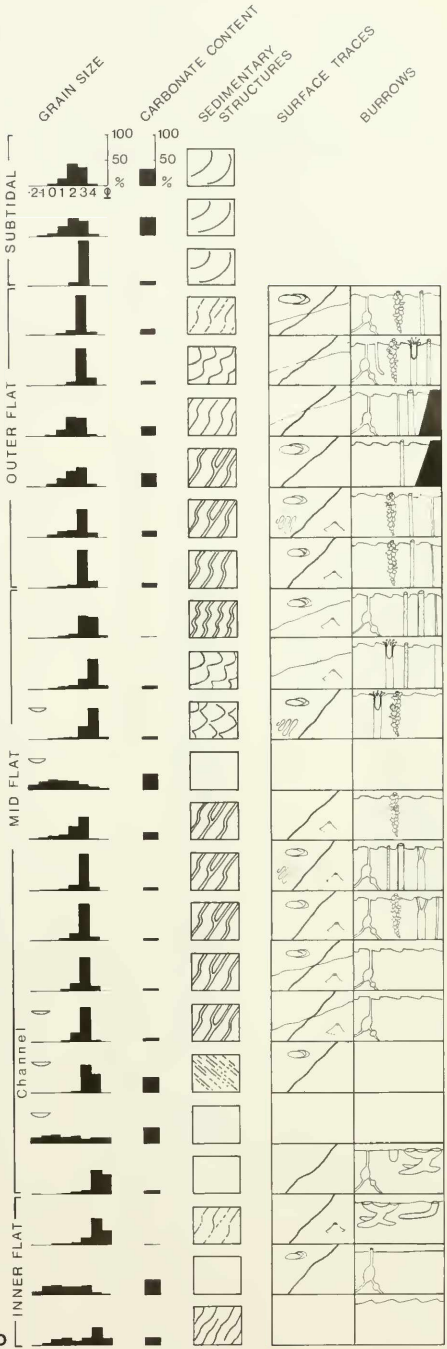 GRAIN SIZE
CARBONATE CONTENT
SEDIMENTARY
STRUCTURES
SURFACE TRACES
BURROWS
100
50
%
100
50
%
-2-1 0 1 2 3 4 9
SUBTIDAL
OUTER FLAT
MID FLAT
Channel
INNER FLAT
b